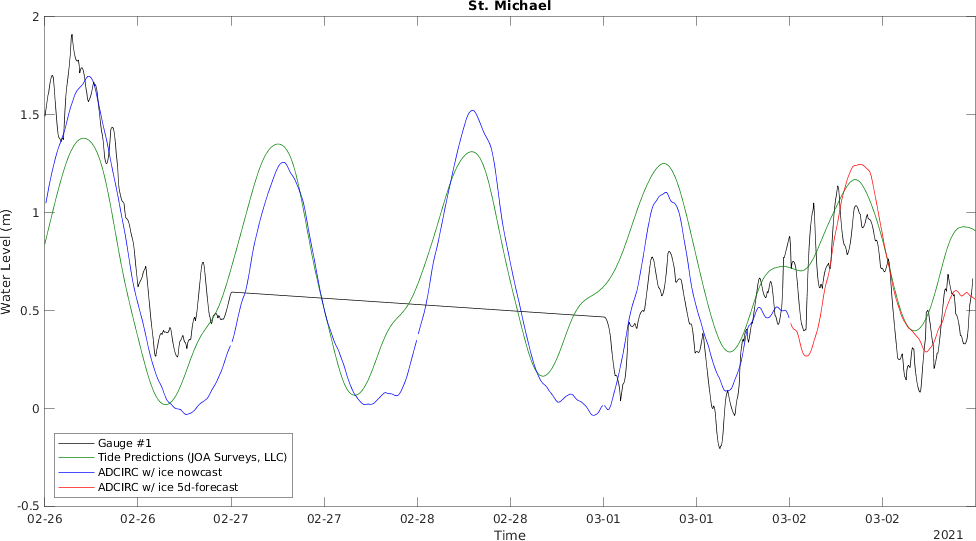 St. Michael
Water Level (m)
2
1.5
1
0.5
0
-0.5
Gauge #1
Tide Predictions (JOA Surveys, LLC)
ADCIRC w/ ice nowcast
ADCIRC w/ ice 5d-forecast
02-26 02-26 02-27 02-27 02-28 02-28 03-01 03-01 03-02 03-02
Time
2021